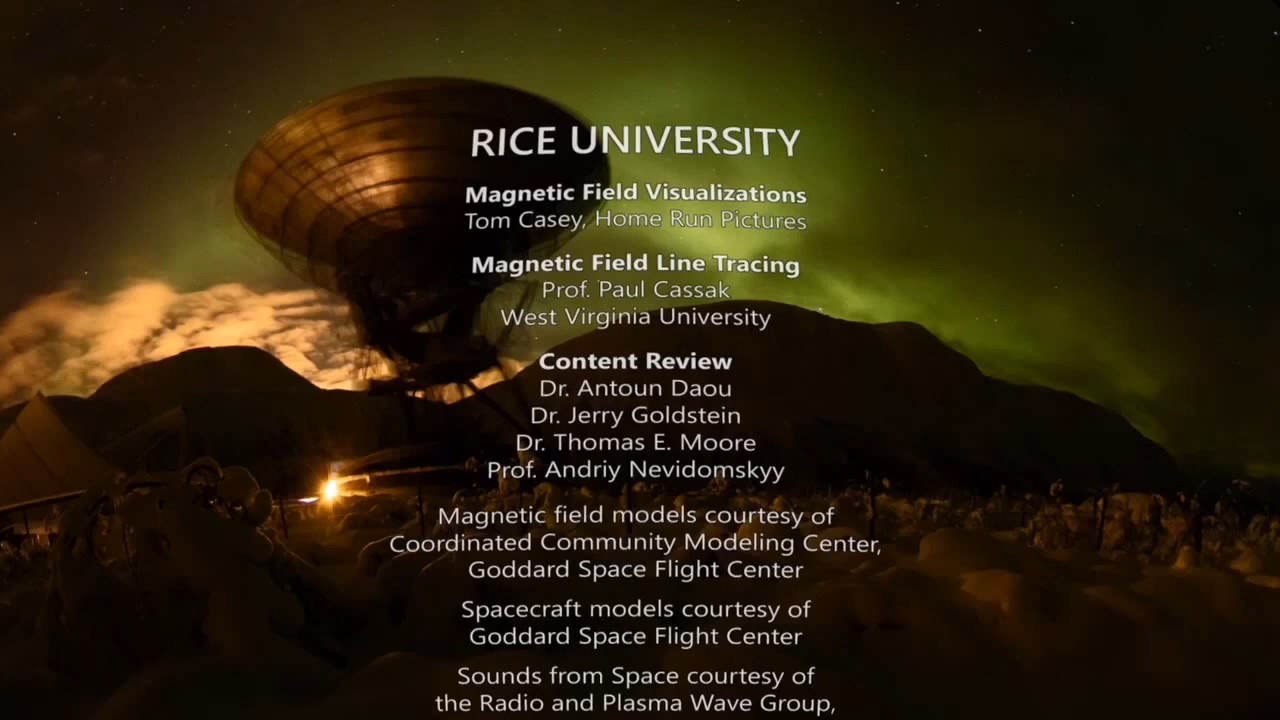 RICE UNIVERSITY
Magnetic Field Visualizations
Tom Casey, Home Run Pictures
Magnetic Field Line Tracing
Prof. Paul Cassak
West Virginia University
Content Review
Dr. Antoun Daou
Dr. Jerry Goldstein
Dr. Thomas E. Moore
Prof. Andriy Nevidomskyy
Magnetic field models courtesy of
Coordinated Community Modeling Center,
Goddard Space Flight Center
Spacecraft models courtesy of
Goddard Space Flight Center
Sounds from Space courtesy of
the Radio and Plasma Wave Group,